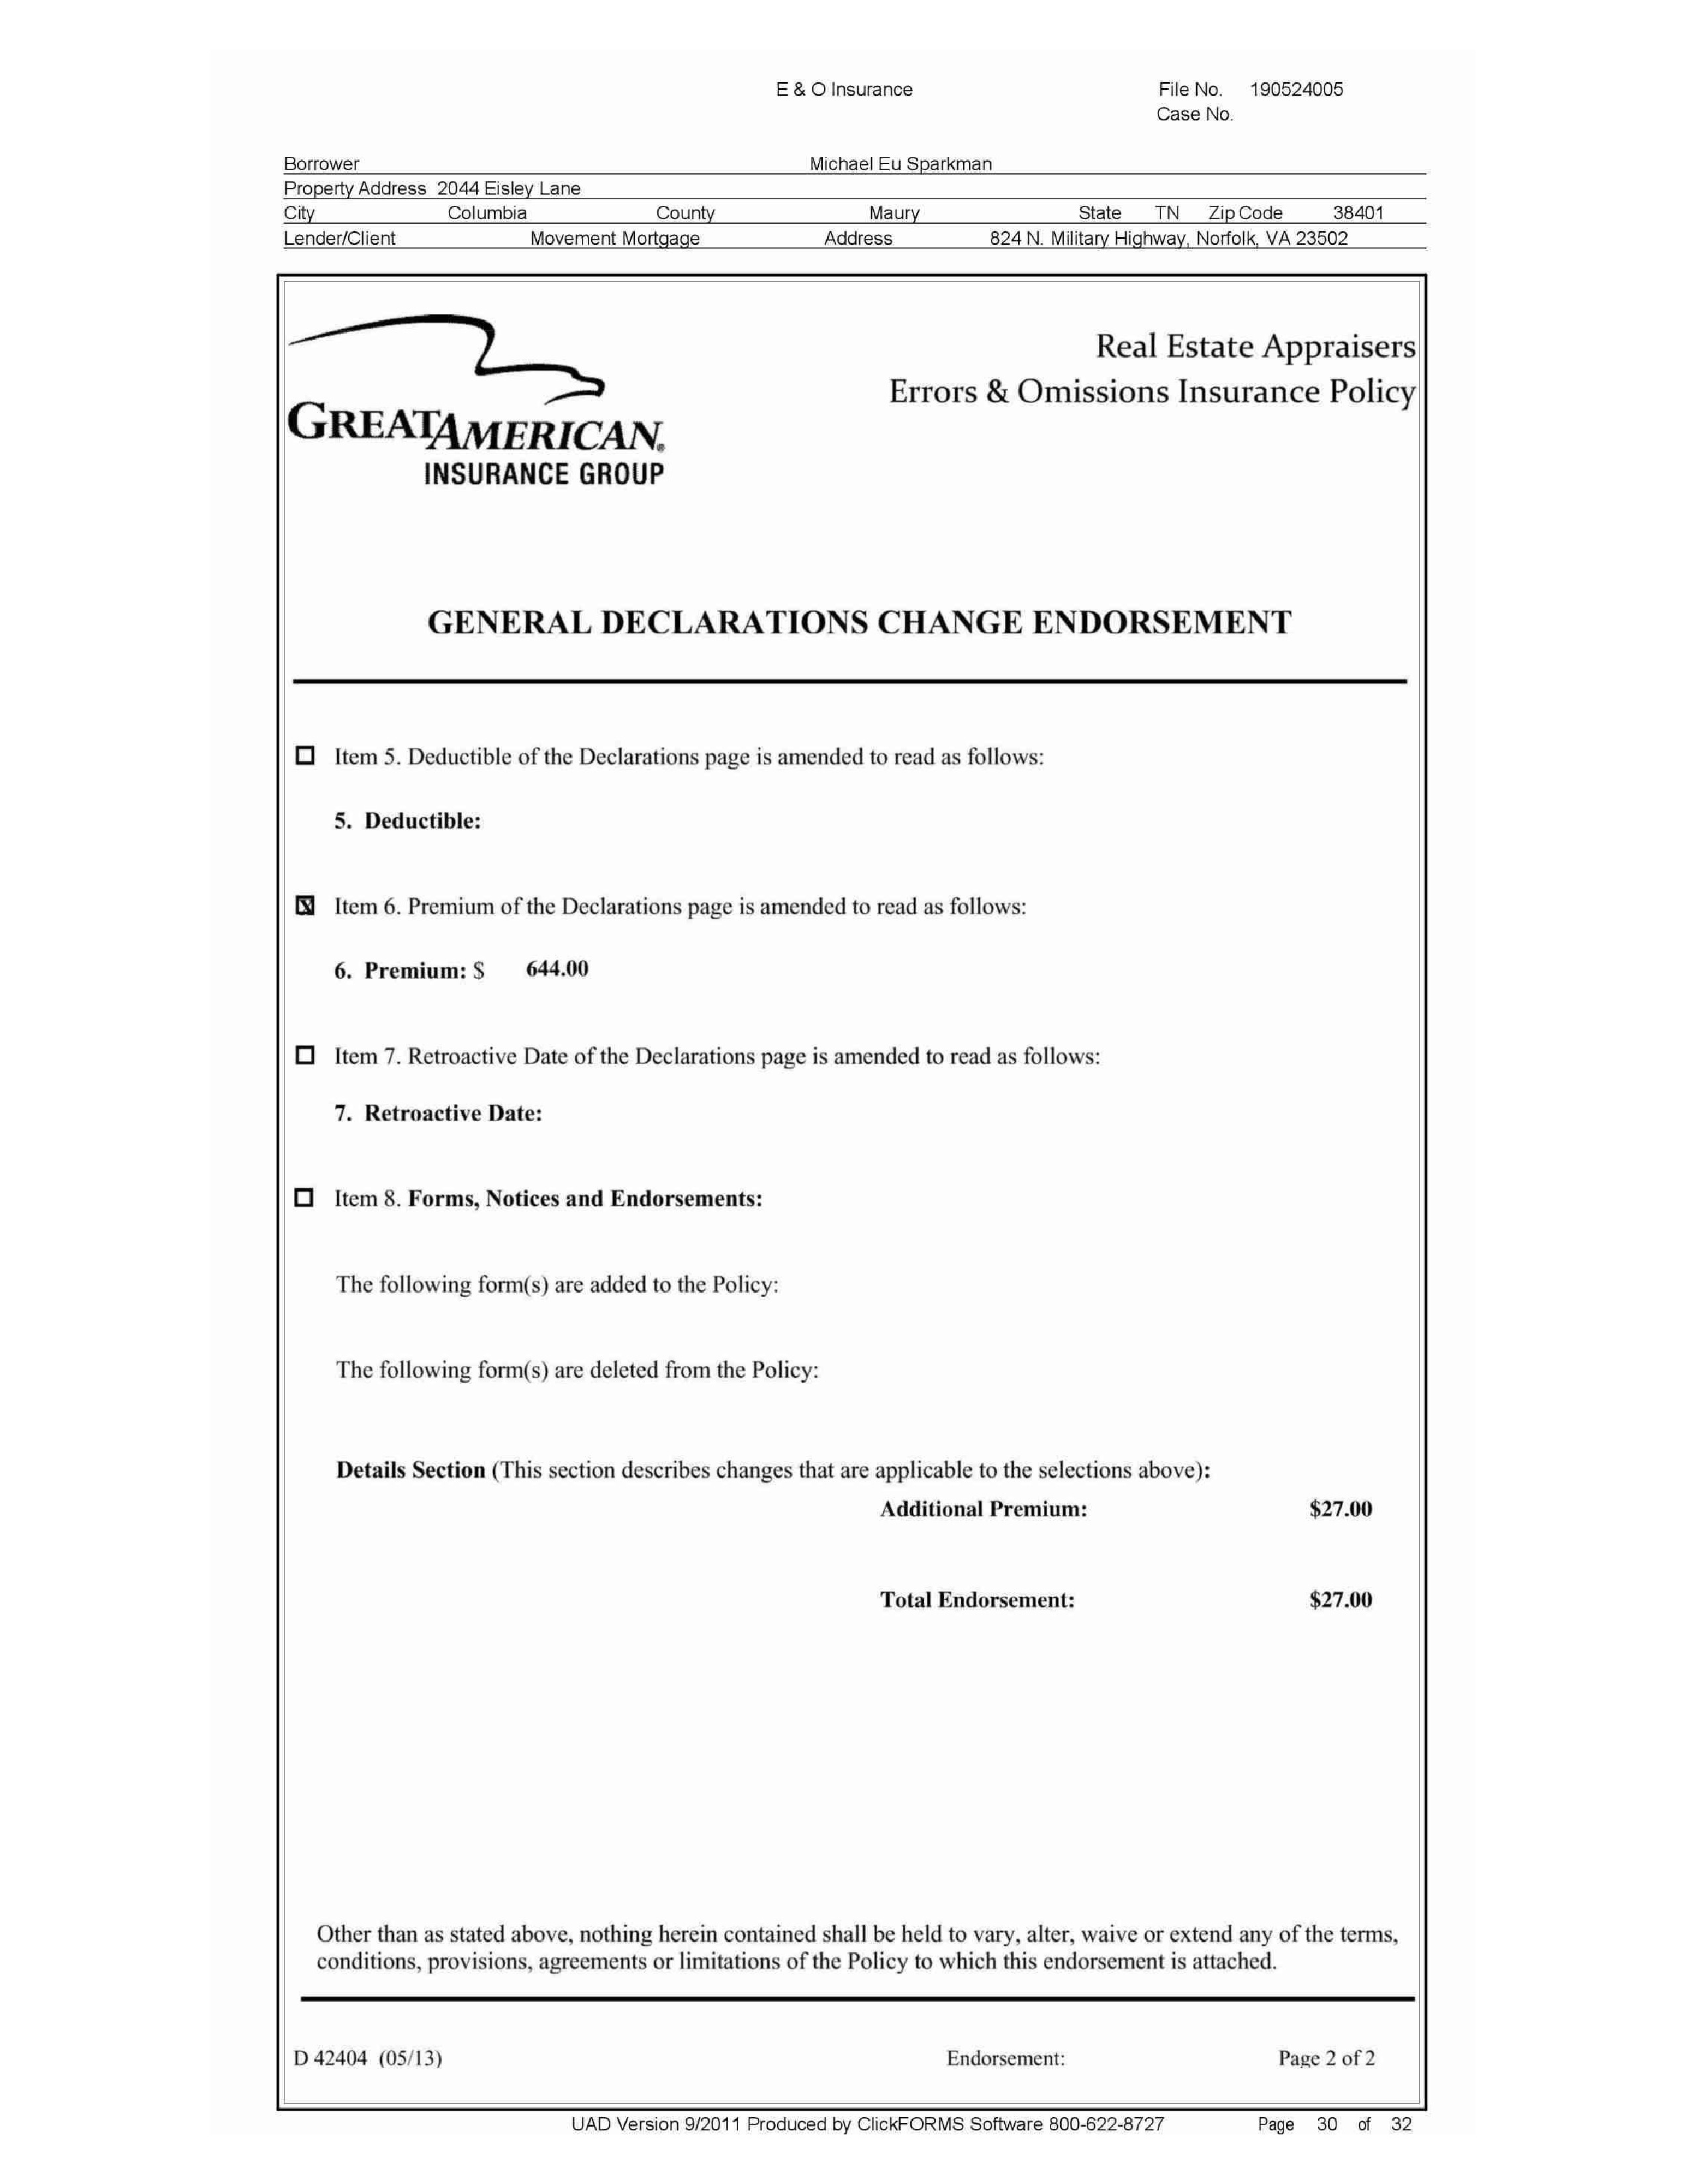 E & O Insurance File No. 190524005
Case No.
Borrower Michael Eu Sparkman
Property Address 2044 Eisley Lane
City Columbia County Maury State TN Zip Code 38401
Lender/Client Movement Mortgage Address 824 N. Military Highway, Norfolk, VA 23502
Real Estate Appraisers
Errors & Omissions Insurance Policy
GREATAMERICAN®
INSURANCE GROUP
GENERAL DECLARATIONS CHANGE ENDORSEMENT
☐ Item 5. Deductible of the Declarations page is amended to read as follows:
5. Deductible:
☒ Item 6. Premium of the Declarations page is amended to read as follows:
6. Premium: $ 644.00
☐ Item 7. Retroactive Date of the Declarations page is amended to read as follows:
7. Retroactive Date:
☐ Item 8. Forms, Notices and Endorsements:
The following form(s) are added to the Policy:
The following form(s) are deleted from the Policy:
Details Section (This section describes changes that are applicable to the selections above):
Additional Premium: $27.00
Total Endorsement: $27.00
Other than as stated above, nothing herein contained shall be held to vary, alter, waive or extend any of the terms,
conditions, provisions, agreements or limitations of the Policy to which this endorsement is attached.
D 42404 (05/13) Endorsement: Page 2 of 2
UAD Version 9/2011 Produced by ClickFORMS Software 800-622-8727 Page 30 of 32